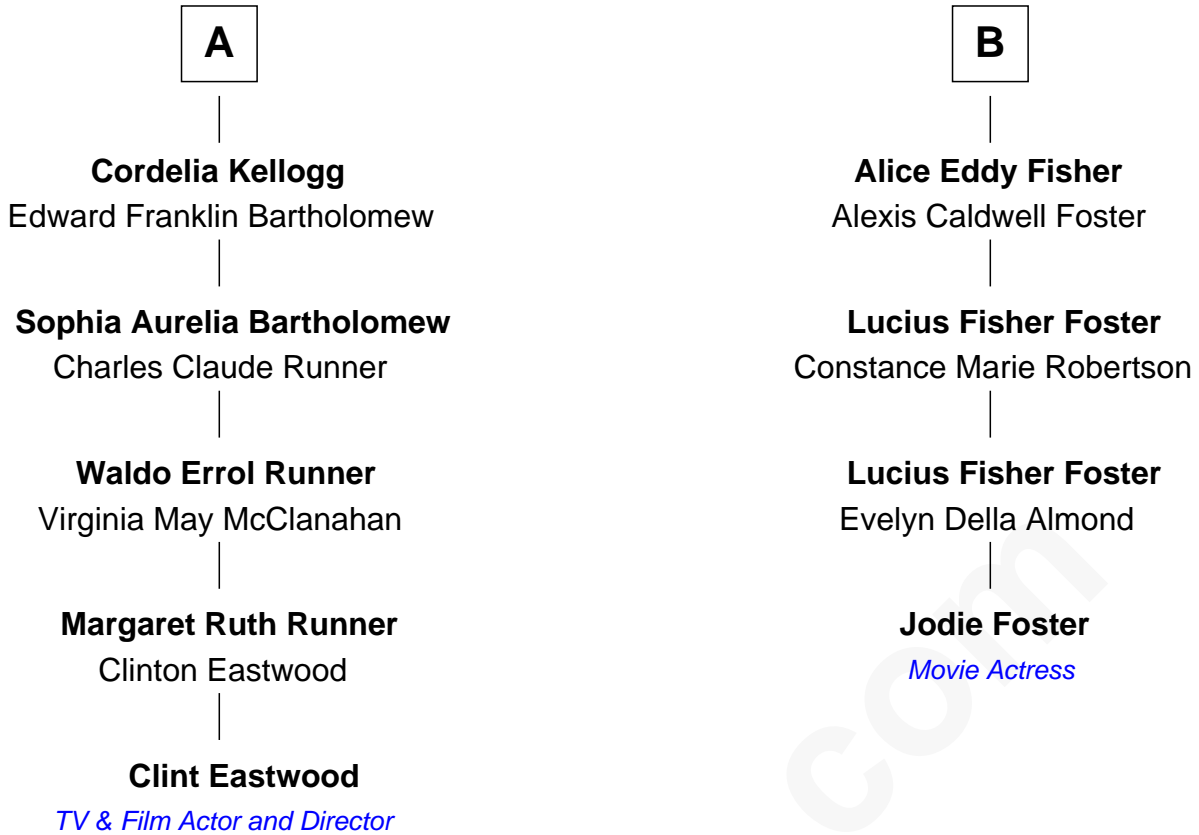 A
Cordelia Kellogg
Edward Franklin Bartholomew
Sophia Aurelia Bartholomew
Charles Claude Runner
Waldo Errol Runner
Virginia May McClanahan
Margaret Ruth Runner
Clinton Eastwood
Clint Eastwood
TV & Film Actor and Director
B
Alice Eddy Fisher
Alexis Caldwell Foster
Lucius Fisher Foster
Constance Marie Robertson
Lucius Fisher Foster
Evelyn Della Almond
Jodie Foster
Movie Actress
com